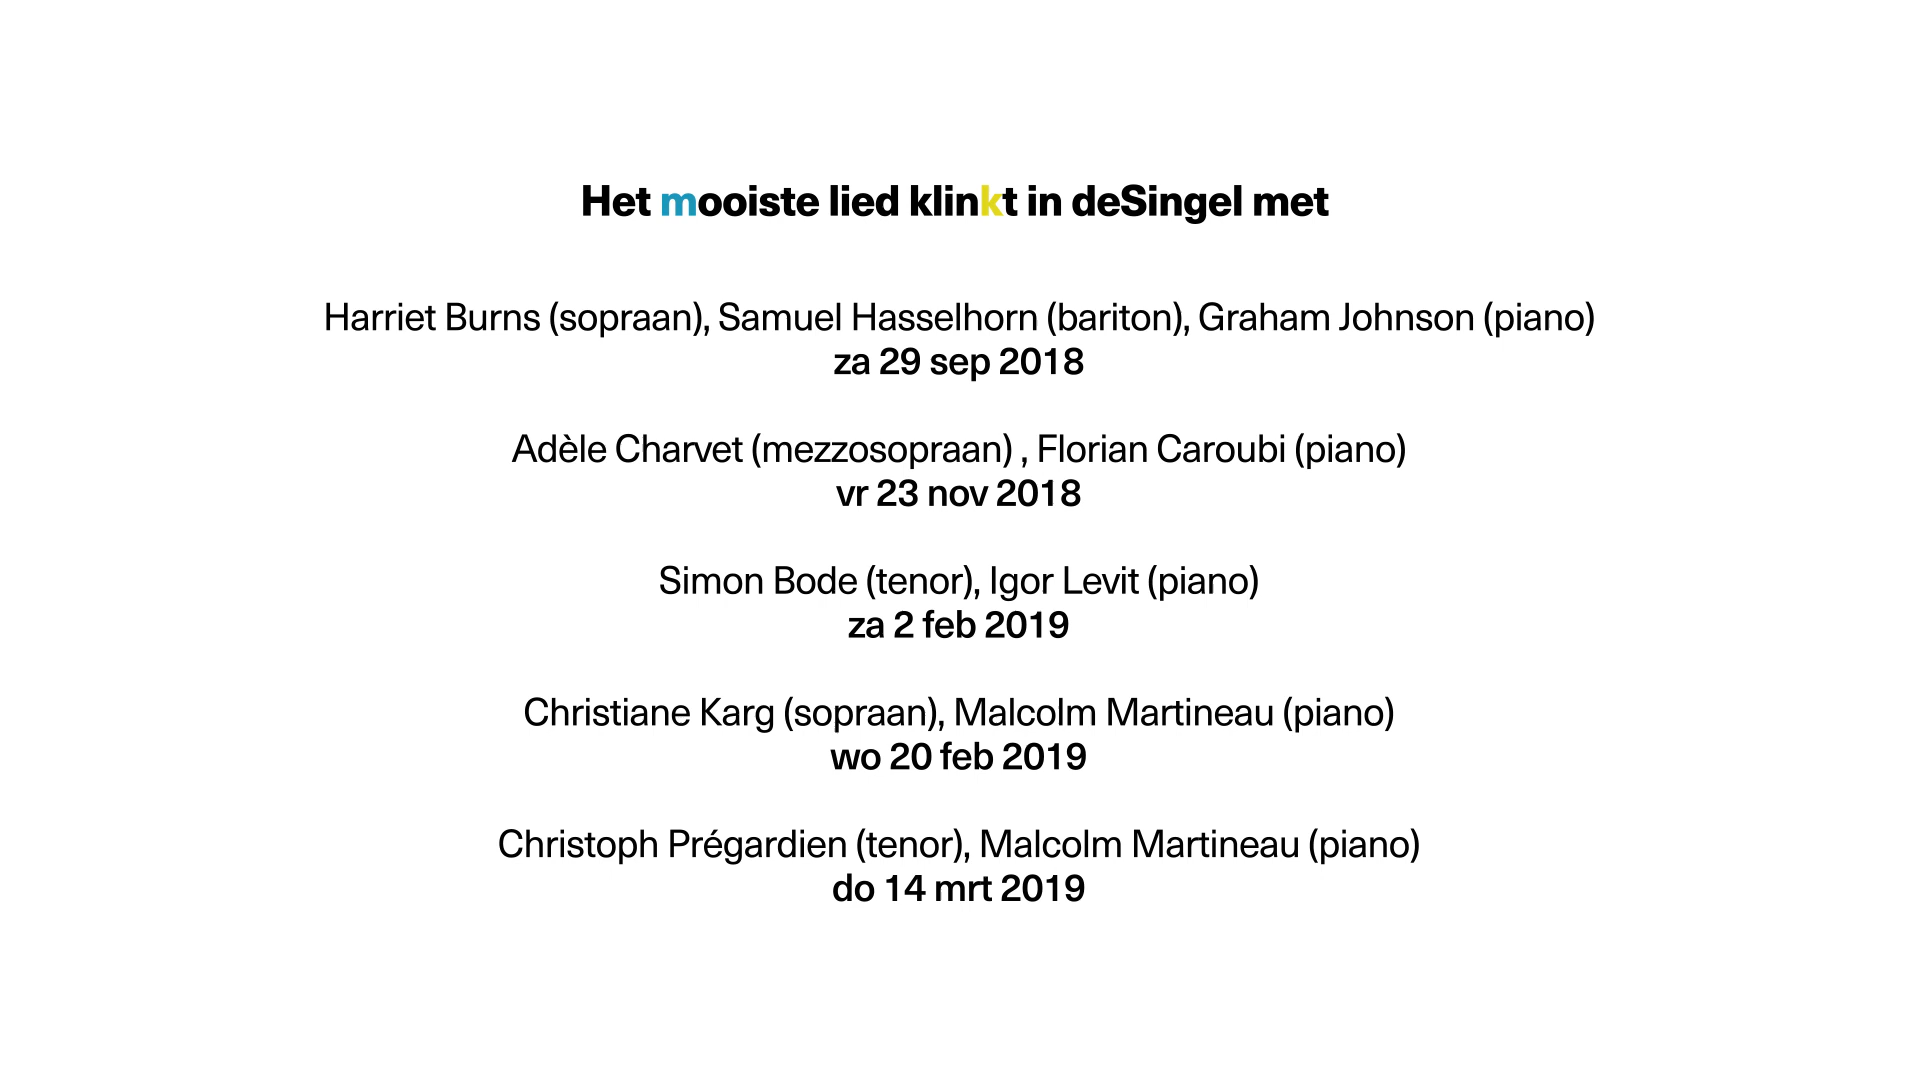 Het mooiste lied klinkt in deSingel met
Harriet Burns (sopraan), Samuel Hasselhorn (bariton), Graham Johnson (piano)
za 29 sep 2018
Adèle Charvet (mezzosopraan) , Florian Caroubi (piano)
vr 23 nov 2018
Simon Bode (tenor), Igor Levit (piano)
za 2 feb 2019
Christiane Karg (sopraan), Malcolm Martineau (piano)
wo 20 feb 2019
Christoph Prégardien (tenor), Malcolm Martineau (piano)
do 14 mrt 2019